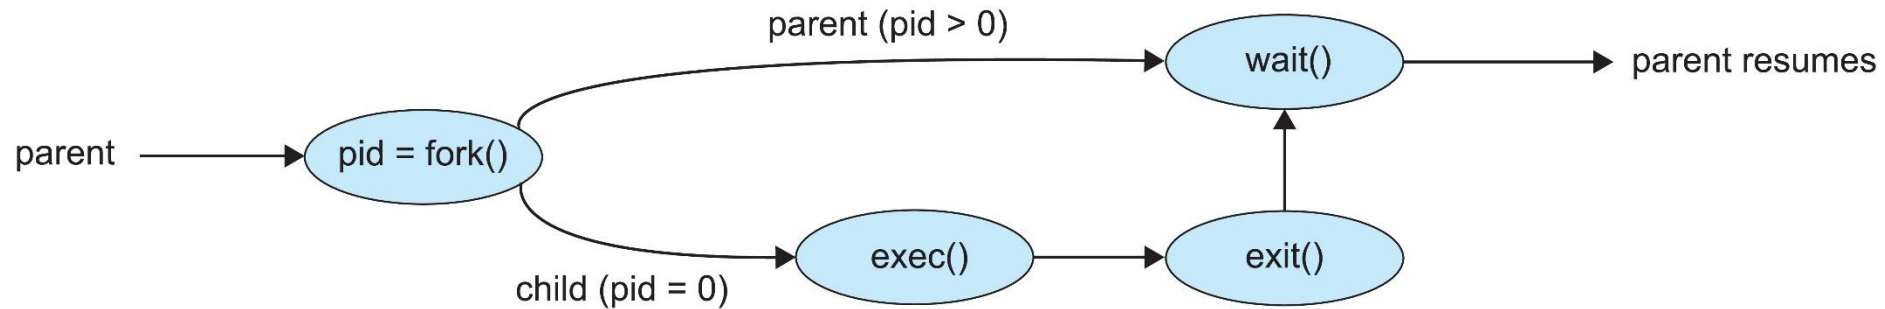 parent (pid > 0)
wait()
parent resumes
parent
pid = fork()
exec()
exit()
child (pid = 0)